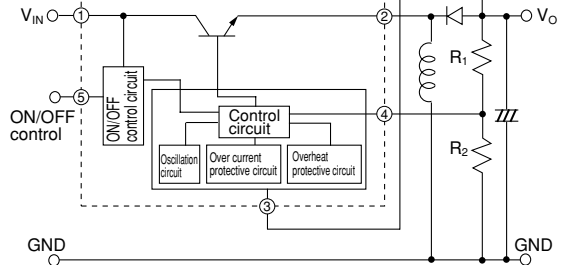 VIN
1
2
VO
ON/OFF
control circuit
R1
5
ON/OFF
control
Control
circuit
4
Oscillation
circuit
Over current
protective circuit
Overheat
protective circuit
R2
3
GND
GND